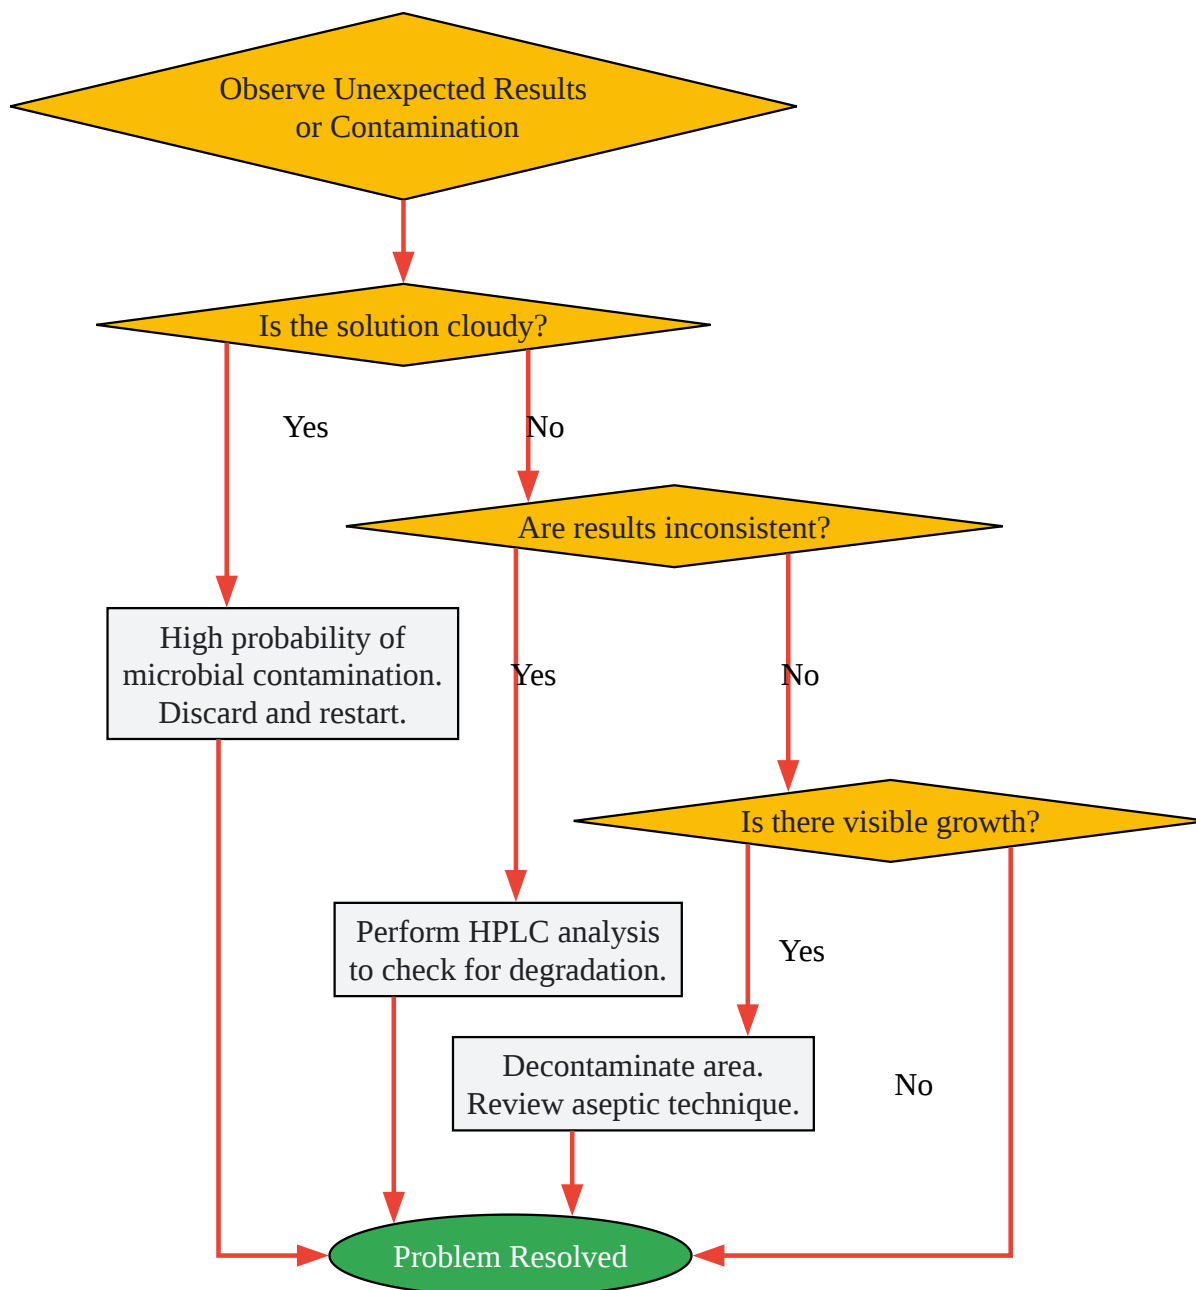 Observe Unexpected Results
or Contamination
Is the solution cloudy?
Yes
No
Are results inconsistent?
High probability of
microbial contamination.
Discard and restart.
Yes
No
Is there visible growth?
Perform HPLC analysis
to check for degradation.
Yes
Decontaminate area.
Review aseptic technique.
No
Problem Resolved